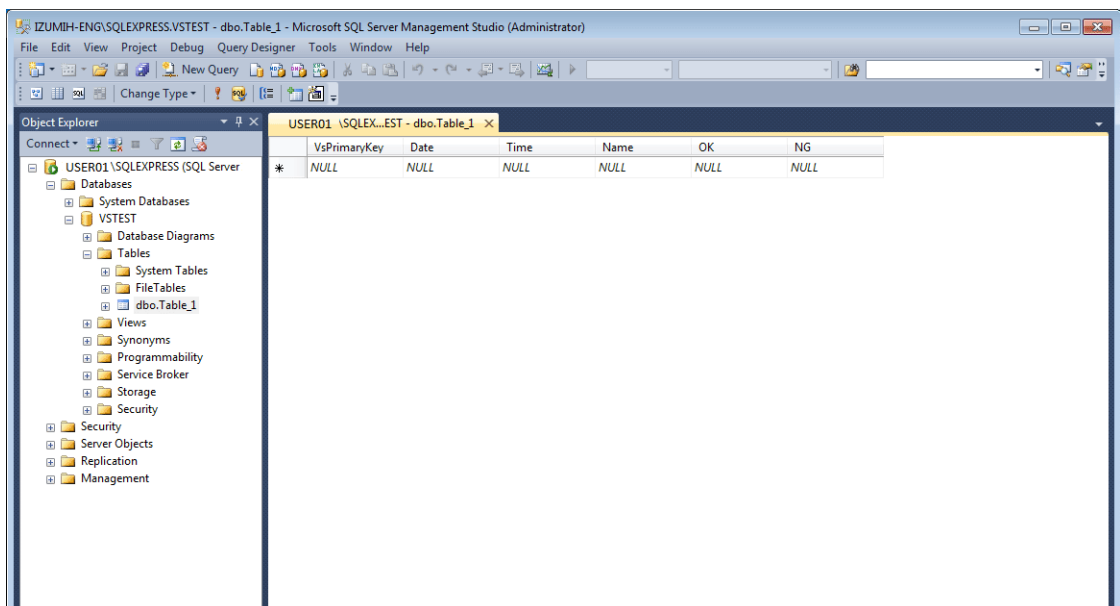 IZUMIH-ENG\SQLEXPRESS.VSTEST - dbo.Table_1 - Microsoft SQL Server Management Studio (Administrator)
File Edit View Project Debug Query Designer Tools Window Help
New Query
Change Type
Object Explorer
Connect
USER01 \SQLEXPRESS (SQL Server
Databases
System Databases
VSTEST
Database Diagrams
Tables
System Tables
FileTables
dbo.Table_1
Views
Synonyms
Programmability
Service Broker
Storage
Security
Security
Server Objects
Replication
Management
USER01 \SQLEX...EST - dbo.Table_1
VsPrimaryKey Date Time Name OK NG
NULL NULL NULL NULL NULL NULL